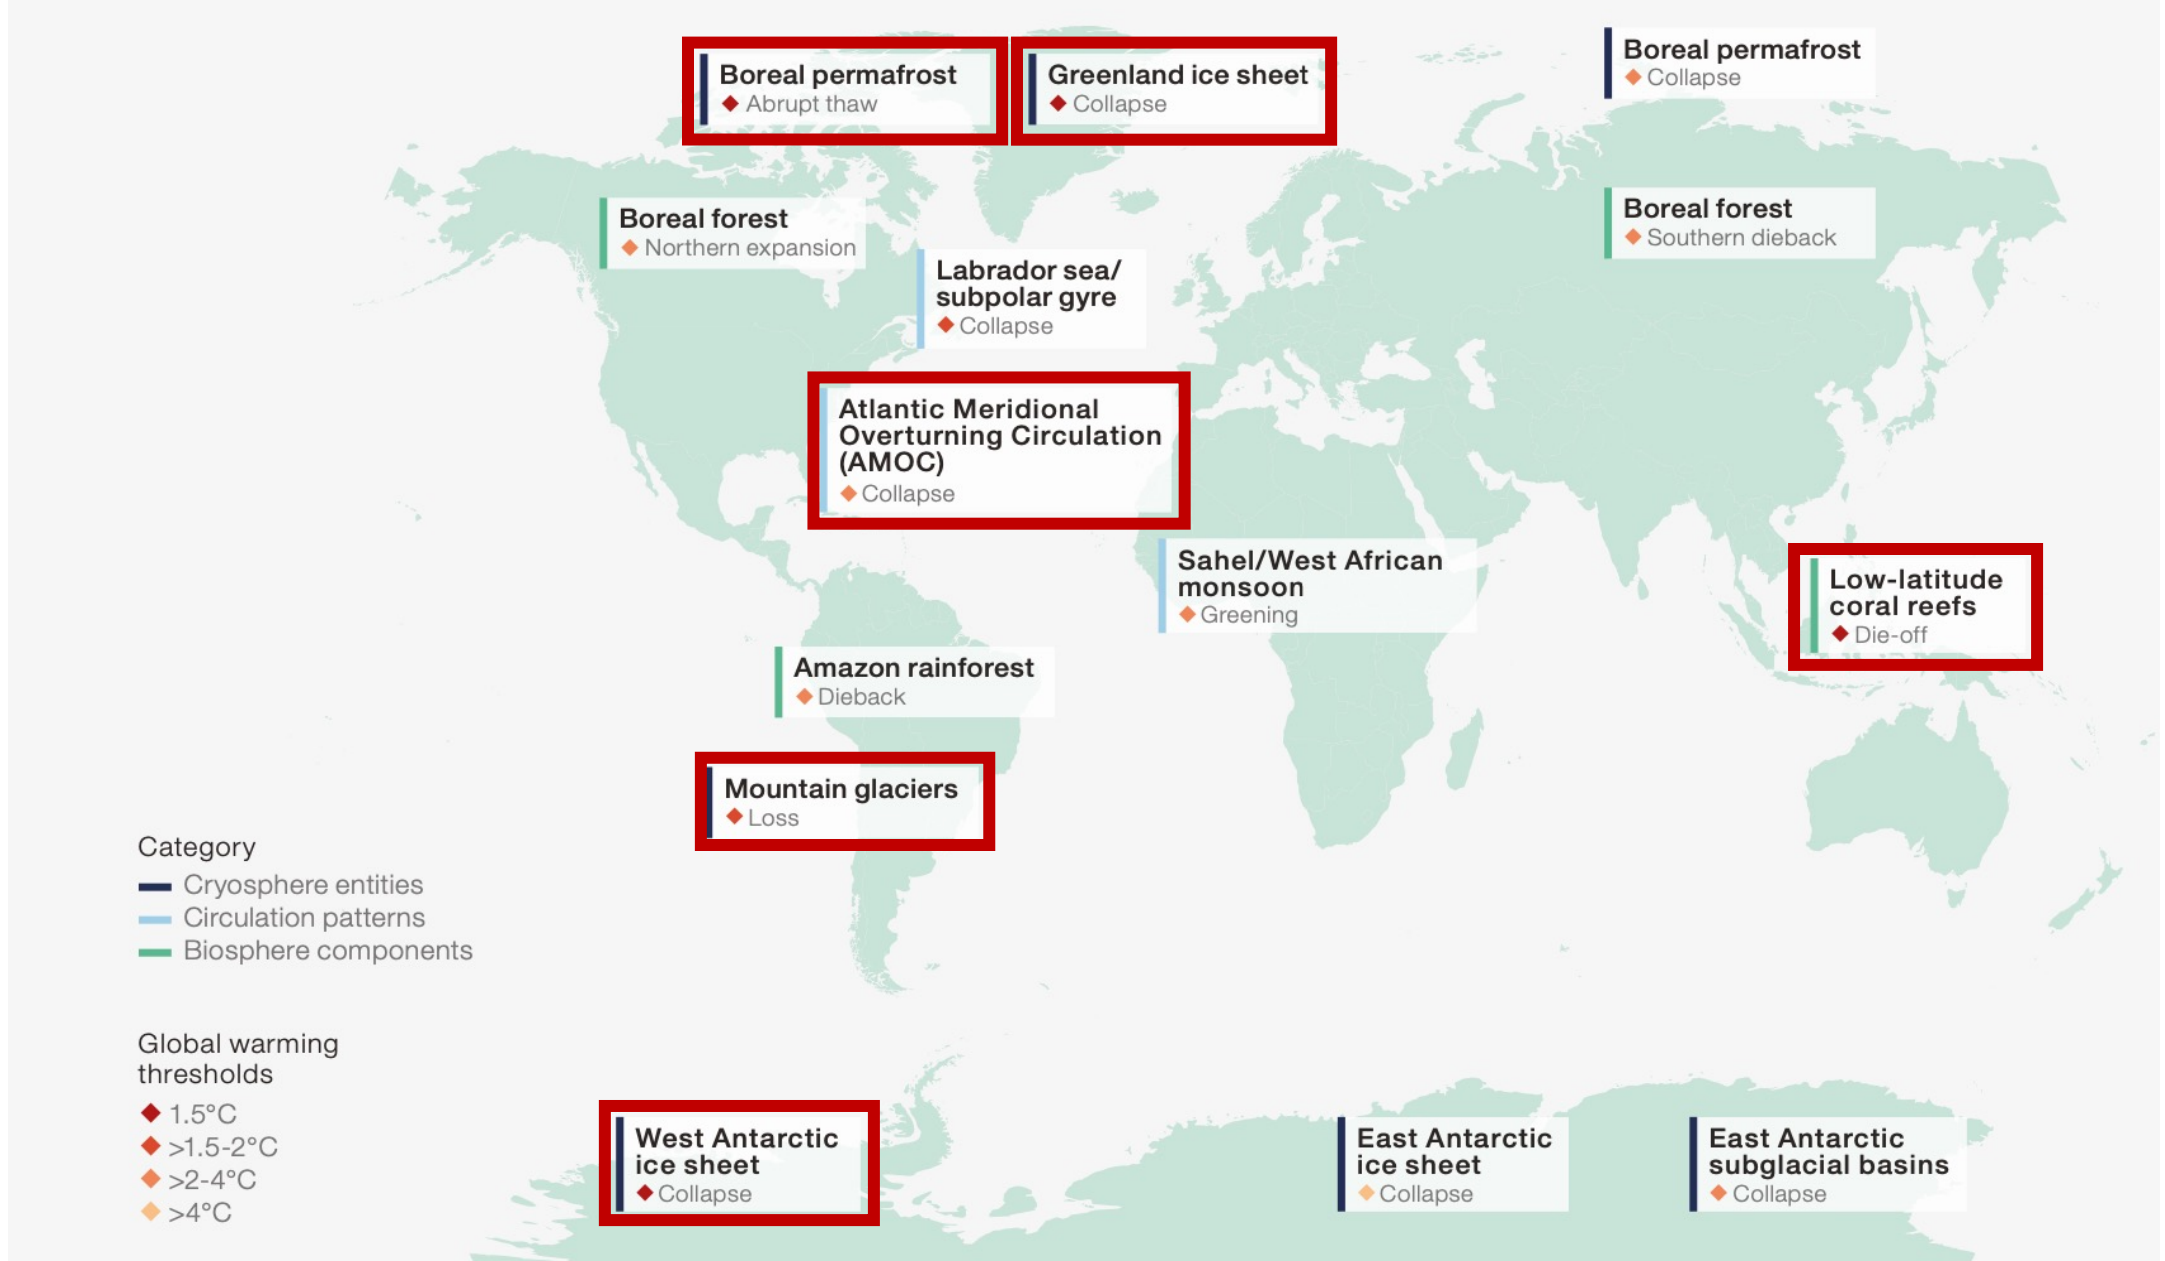 Boreal permafrost
Abrupt thaw
Greenland ice sheet
Collapse
Boreal permafrost
Collapse
Boreal forest
Northern expansion
Boreal forest
Southern dieback
Labrador sea/
subpolar gyre
Collapse
Atlantic Meridional
Overturning Circulation
(AMOC)
Collapse
Sahel/West African
monsoon
Greening
Low-latitude
coral reefs
Die-off
Amazon rainforest
Dieback
Mountain glaciers
Loss
Category
Cryosphere entities
Circulation patterns
Biosphere components
Global warming
thresholds
1.5°C
>1.5-2°C
>2-4°C
>4°C
West Antarctic
ice sheet
Collapse
East Antarctic
ice sheet
Collapse
East Antarctic
subglacial basins
Collapse